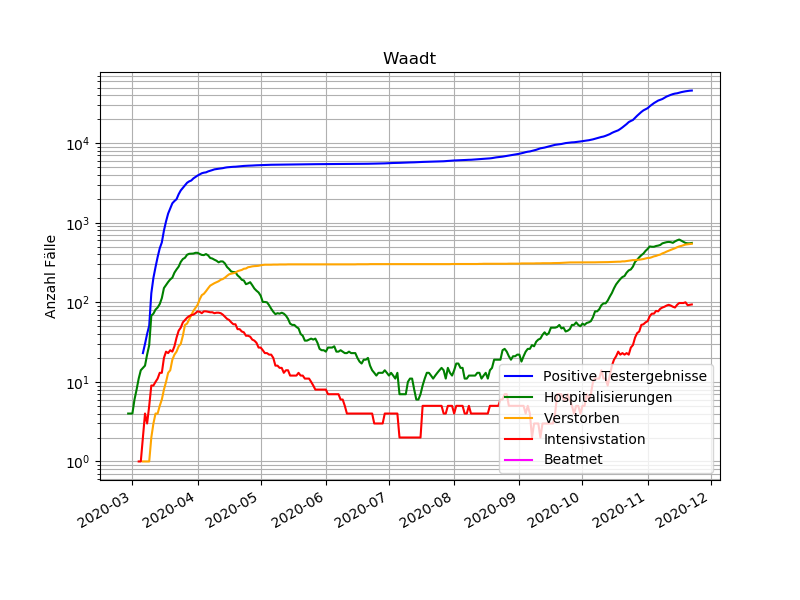 Waadt
Anzahl Fälle
10^4
10^3
10^2
10^1
10^0
Positive Testergebnisse
Hospitalisierungen
Verstorben
Intensivstation
Beatmet
2020-03
2020-04
2020-05
2020-06
2020-07
2020-08
2020-09
2020-10
2020-11
2020-12